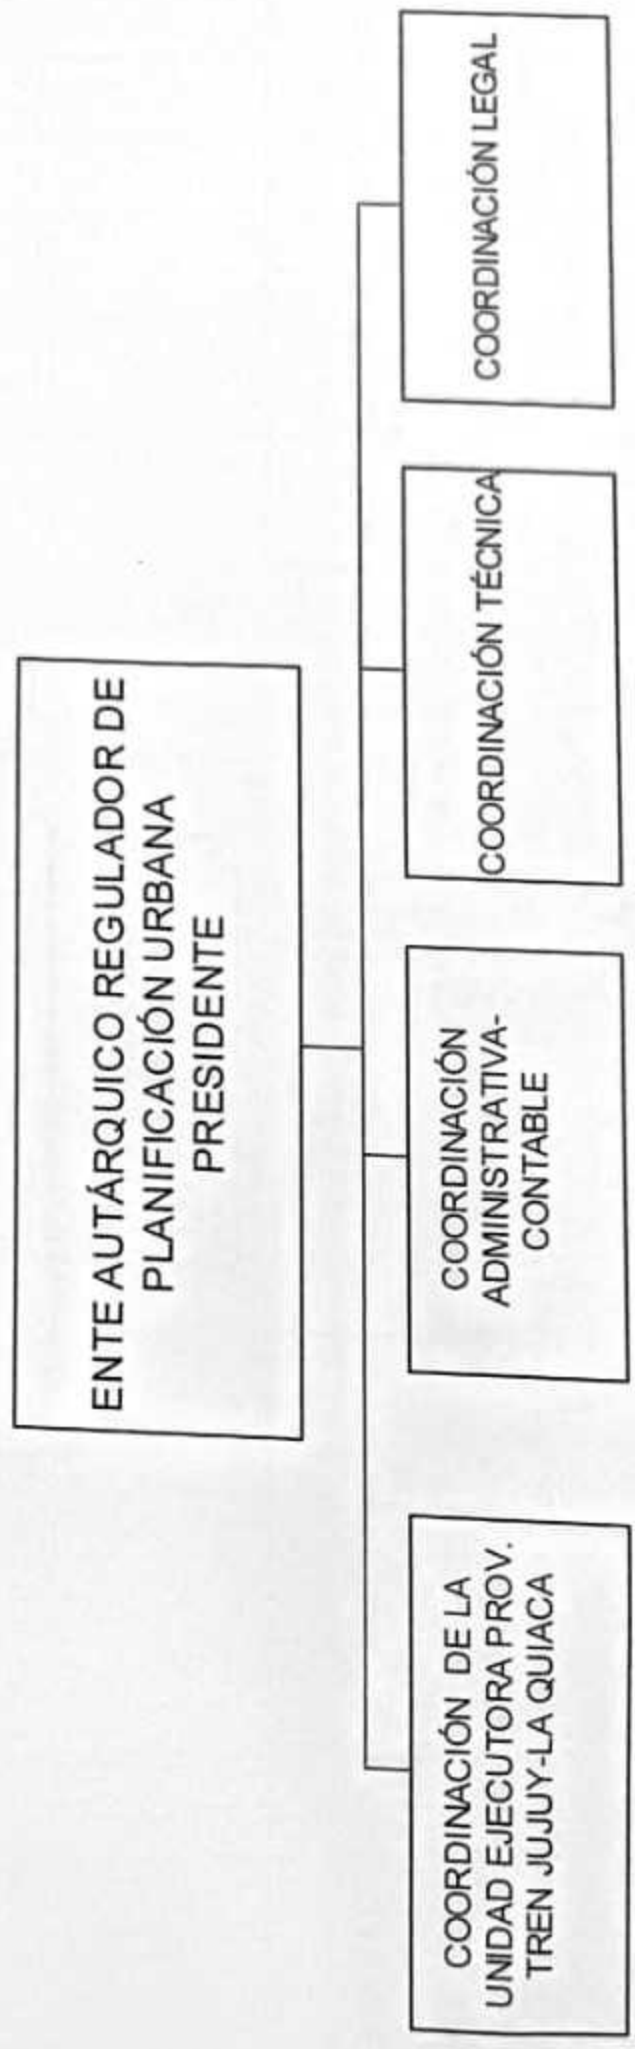 ENTE AUTÁRQUICO REGULADOR DE
PLANIFICACIÓN URBANA
PRESIDENTE
COORDINACIÓN DE LA
UNIDAD EJECUTORA PROV.
TREN JUJUY-LA QUIACA
COORDINACIÓN
ADMINISTRATIVA-
CONTABLE
COORDINACIÓN TÉCNICA
COORDINACIÓN LEGAL